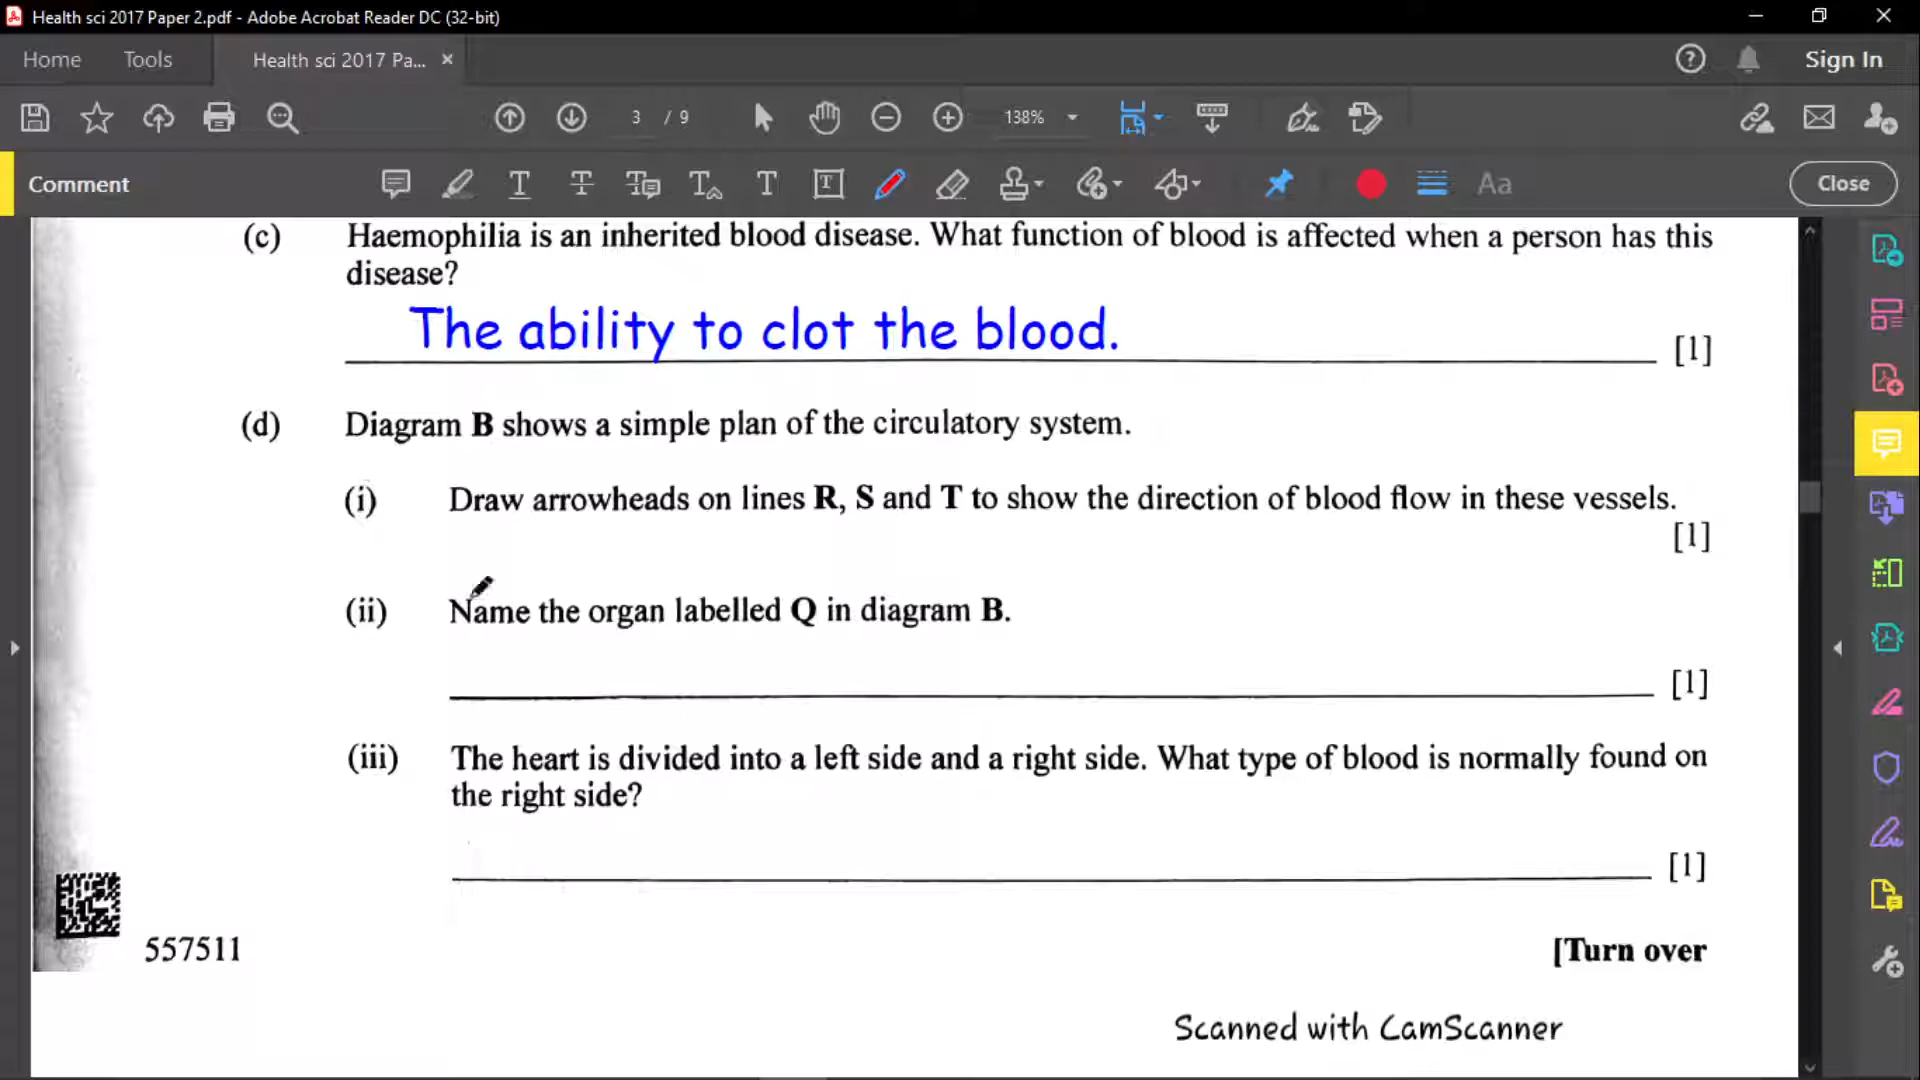 Health sci 2017 Paper 2.pdf - Adobe Acrobat Reader DC (32-bit)
Home Tools Health sci 2017 Pa... Sign In
3 / 9 138%
Comment Aa Close
(c) Haemophilia is an inherited blood disease. What function of blood is affected when a person has this
disease?
The ability to clot the blood. [1]
(d) Diagram B shows a simple plan of the circulatory system.
(i) Draw arrowheads on lines R, S and T to show the direction of blood flow in these vessels.
[1]
(ii) Name the organ labelled Q in diagram B.
[1]
(iii) The heart is divided into a left side and a right side. What type of blood is normally found on
the right side?
[1]
557511 [Turn over
Scanned with CamScanner